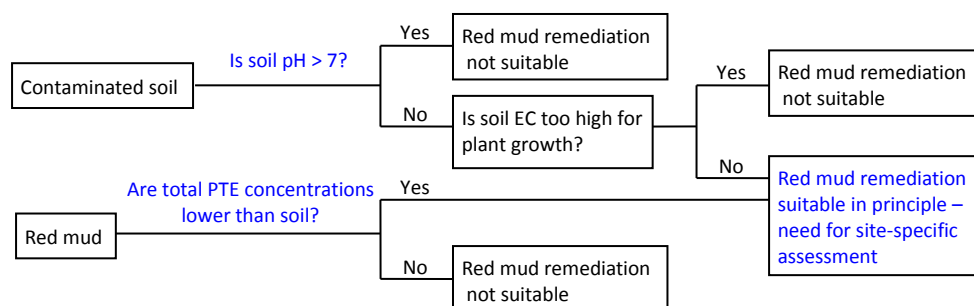 Contaminated soil
Is soil pH > 7?
Yes
Red mud remediation
not suitable
No
Is soil EC too high for
plant growth?
Yes
Red mud remediation
not suitable
No
Red mud remediation
suitable in principle –
need for site-specific
assessment
Red mud
Are total PTE concentrations
lower than soil?
Yes
No
Red mud remediation
not suitable